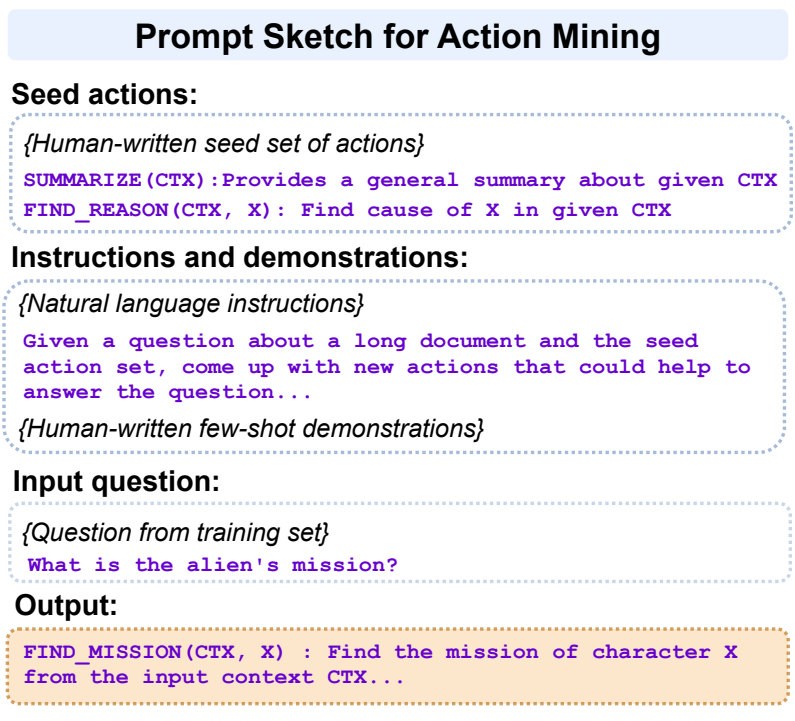 Prompt Sketch for Action Mining
Seed actions:
{Human-written seed set of actions}
SUMMARIZE(CTX):Provides a general summary about given CTX
FIND_REASON(CTX, X): Find cause of X in given CTX
Instructions and demonstrations:
{Natural language instructions}
Given a question about a long document and the seed
action set, come up with new actions that could help to
answer the question...
{Human-written few-shot demonstrations}
Input question:
{Question from training set}
What is the alien's mission?
Output:
FIND_MISSION(CTX, X) : Find the mission of character X
from the input context CTX...